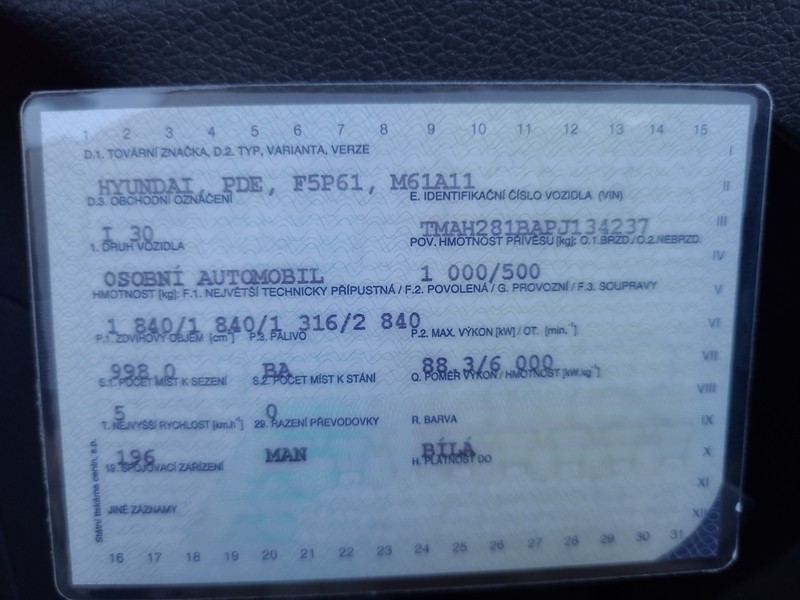 1 2 3 4 5 6 7 8 9 10 11 12 13 14 15
D.1. TOVÁRNÍ ZNAČKA, D.2. TYP, VARIANTA, VERZE I
HYUNDAI, PDE, F5P61, M61A11 II
D.3. OBCHODNÍ OZNAČENÍ E. IDENTIFIKAČNÍ ČÍSLO VOZIDLA (VIN)
I 30 TMAH281BAPJ134237 III
1. DRUH VOZIDLA POV. HMOTNOST PŘÍVĚSU [kg]: O.1.BRZD./O.2.NEBRZD.
IV
OSOBNÍ AUTOMOBIL 1 000/500
HMOTNOST [kg]: F.1. NEJVĚTŠÍ TECHNICKY PŘÍPUSTNÁ / F.2. POVOLENÁ / G. PROVOZNÍ / F.3. SOUPRAVY V
1 840/1 840/1 316/2 840 VI
P.1. ZDVIHOVÝ OBJEM [cm³] P.3. PALIVO P.2. MAX. VÝKON [kW] / OT. [min.⁻¹]
998.0 BA 88.3/6 000 VII
S.1. POČET MÍST K SEZENÍ S.2. POČET MÍST K STÁNÍ Q. POMĚR VÝKON / HMOTNOST [kW.kg⁻¹]
VIII
5 0
T. NEJVYŠŠÍ RYCHLOST [km.h⁻¹] 29. ŘAZENÍ PŘEVODOVKY R. BARVA IX
196 MAN BÍLÁ X
19. SPOJOVACÍ ZAŘÍZENÍ H. PLATNOST DO
XI
JINÉ ZÁZNAMY XII
16 17 18 19 20 21 22 23 24 25 26 27 28 29 30 31
Státní tiskárna cenin, s.p.